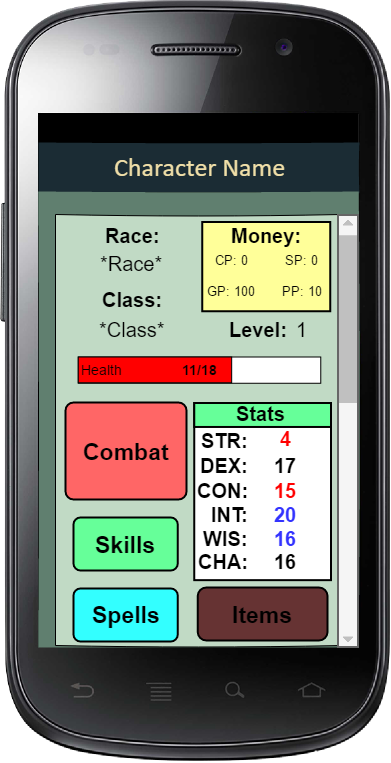 Character Name
Race:
*Race*
Class:
*Class*
Money:
CP: 0 SP: 0
GP: 100 PP: 10
Level: 1
Health 11/18
Combat
Skills
Spells
Stats
STR: 4
DEX: 17
CON: 15
INT: 20
WIS: 16
CHA: 16
Items